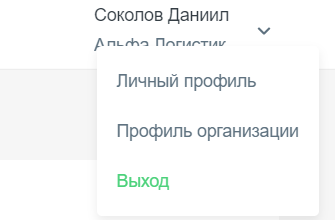 Соколов Даниил
Альфа Логистик
Личный профиль
Профиль организации
Выход